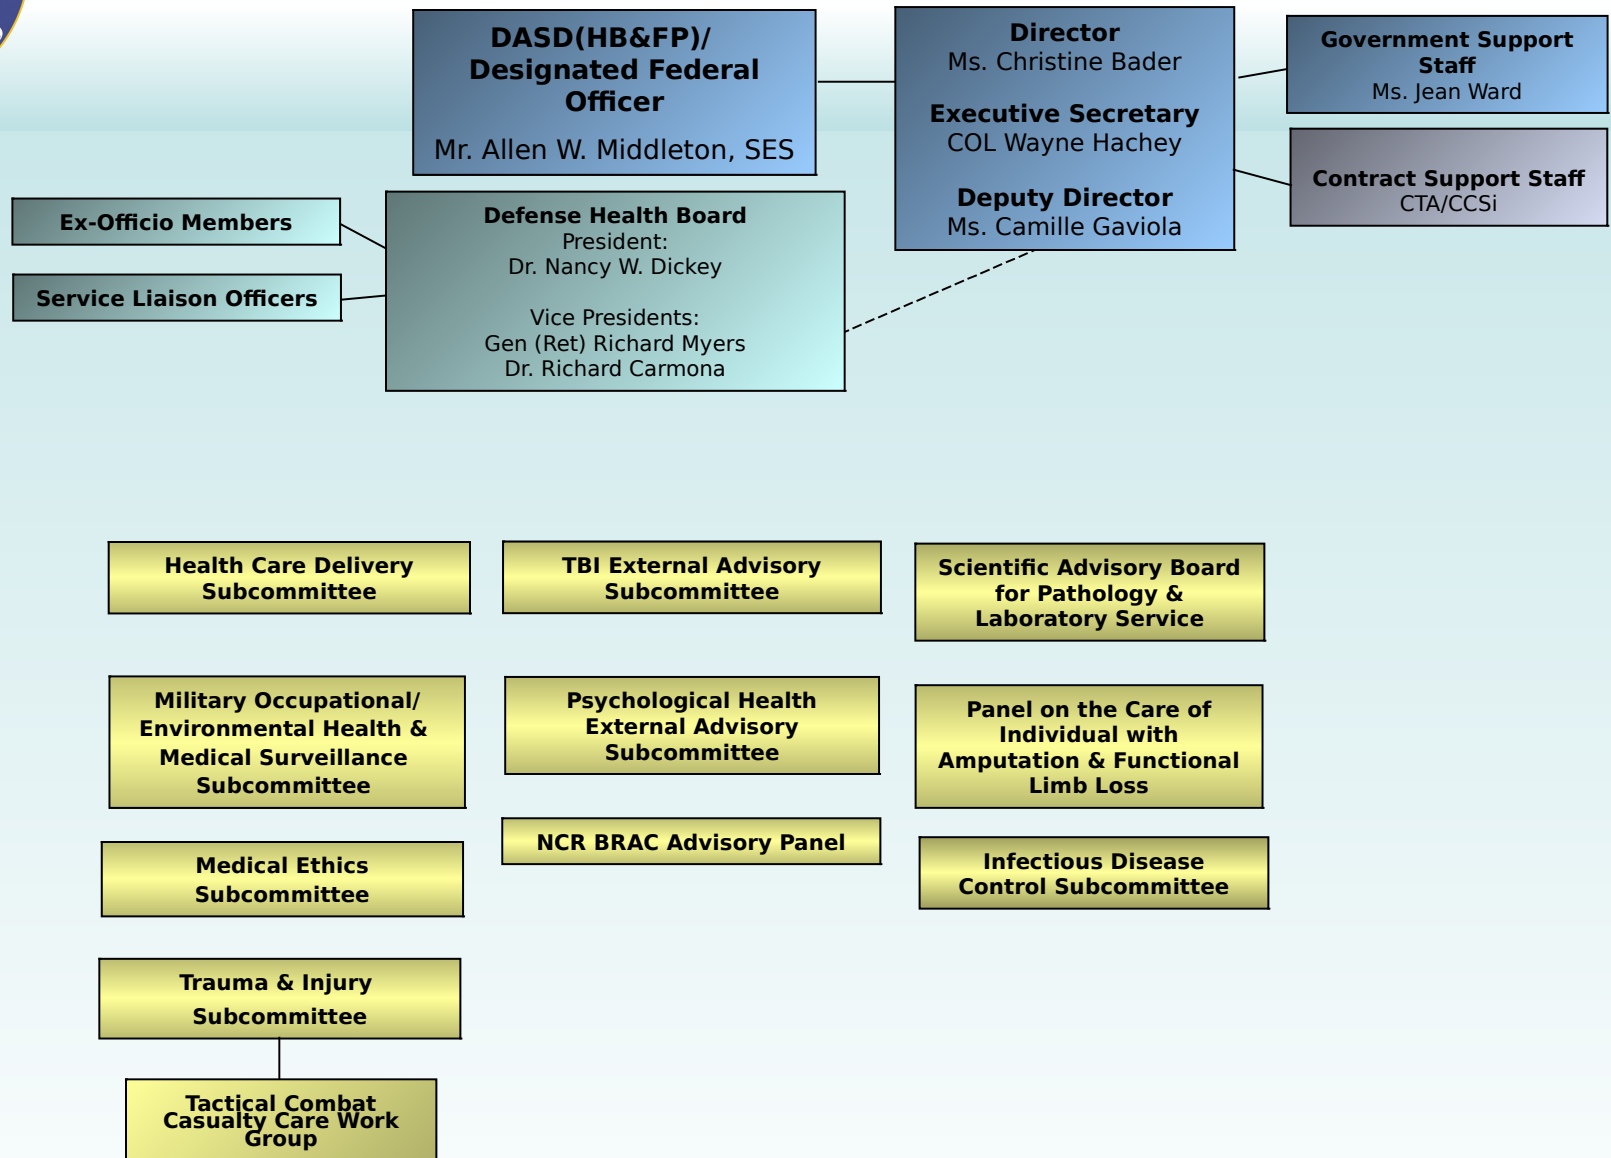 DASD(HB&FP)/
Designated Federal
Officer
Mr. Allen W. Middleton, SES
Director
Ms. Christine Bader
Executive Secretary
COL Wayne Hachey
Deputy Director
Ms. Camille Gaviola
Government Support
Staff
Ms. Jean Ward
Contract Support Staff
CTA/CCSi
Ex-Officio Members
Service Liaison Officers
Defense Health Board
President:
Dr. Nancy W. Dickey
Vice Presidents:
Gen (Ret) Richard Myers
Dr. Richard Carmona
Health Care Delivery
Subcommittee
TBI External Advisory
Subcommittee
Scientific Advisory Board
for Pathology &
Laboratory Service
Military Occupational/
Environmental Health &
Medical Surveillance
Subcommittee
Psychological Health
External Advisory
Subcommittee
Panel on the Care of
Individual with
Amputation & Functional
Limb Loss
Medical Ethics
Subcommittee
NCR BRAC Advisory Panel
Infectious Disease
Control Subcommittee
Trauma & Injury
Subcommittee
Tactical Combat
Casualty Care Work
Group